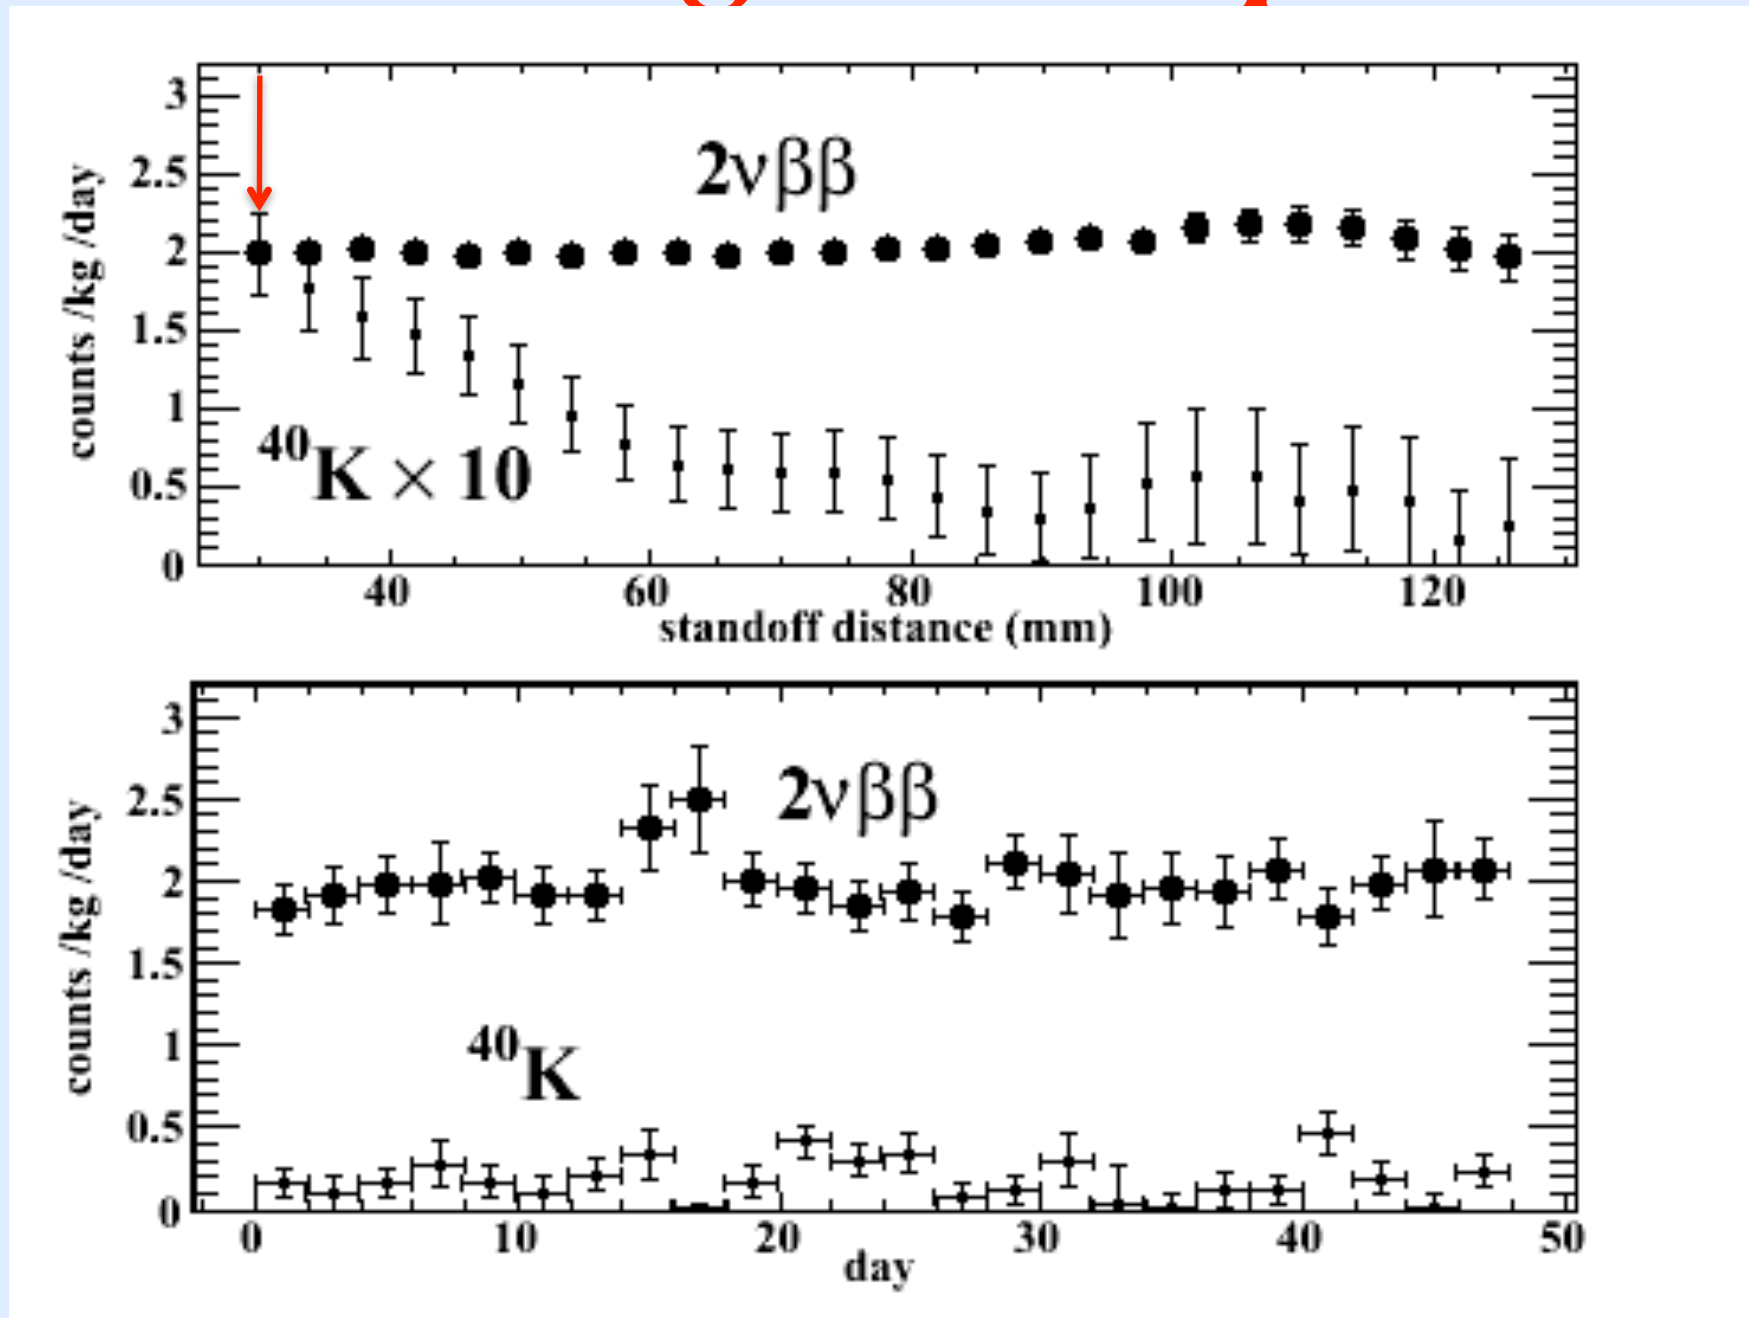 3
2.5
2
1.5
1
0.5
0
counts /kg /day
2νββ
⁴⁰K × 10
40 60 80 100 120
standoff distance (mm)
3
2.5
2
1.5
1
0.5
0
counts /kg /day
2νββ
⁴⁰K
0 10 20 30 40 50
day